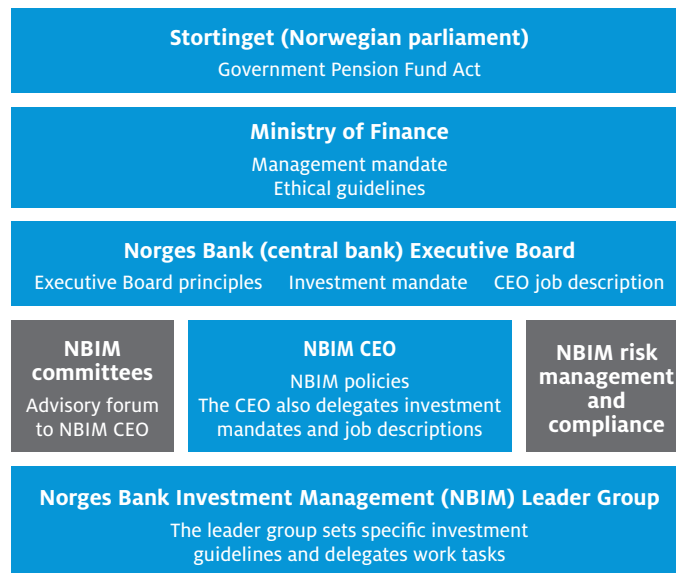 Stortinget (Norwegian parliament)
Government Pension Fund Act
Ministry of Finance
Management mandate
Ethical guidelines
Norges Bank (central bank) Executive Board
Executive Board principles Investment mandate CEO job description
NBIM
committees
Advisory forum
to NBIM CEO
NBIM CEO
NBIM policies
The CEO also delegates investment
mandates and job descriptions
NBIM risk
management
and
compliance
Norges Bank Investment Management (NBIM) Leader Group
The leader group sets specific investment
guidelines and delegates work tasks